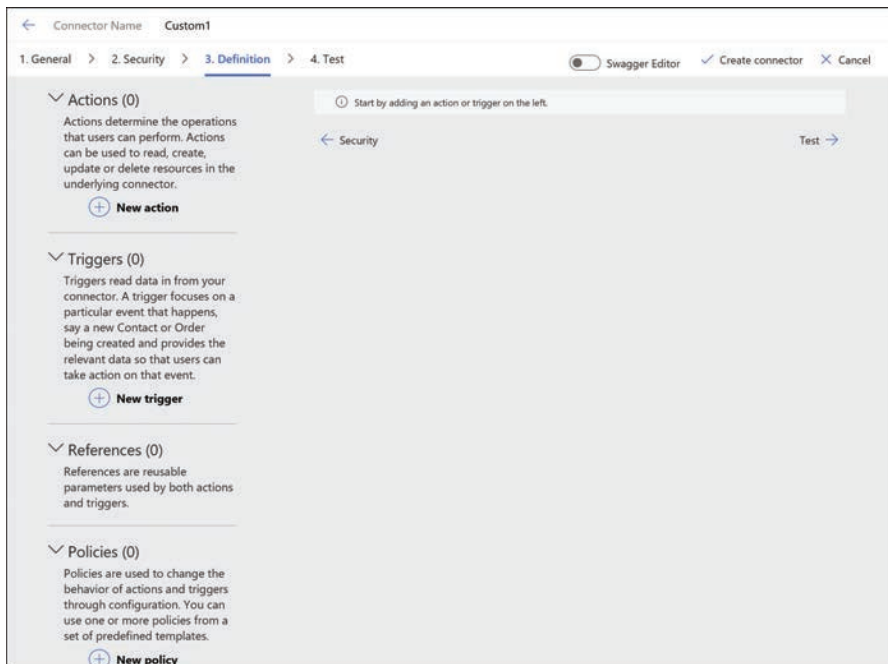 Connector Name Custom1
1. General > 2. Security > 3. Definition > 4. Test Swagger Editor Create connector Cancel
Actions (0)
Actions determine the operations
that users can perform. Actions
can be used to read, create,
update or delete resources in the
underlying connector.
New action
Start by adding an action or trigger on the left.
Security Test
Triggers (0)
Triggers read data in from your
connector. A trigger focuses on a
particular event that happens,
say a new Contact or Order
being created and provides the
relevant data so that users can
take action on that event.
New trigger
References (0)
References are reusable
parameters used by both actions
and triggers.
Policies (0)
Policies are used to change the
behavior of actions and triggers
through configuration. You can
use one or more policies from a
set of predefined templates.
New policy